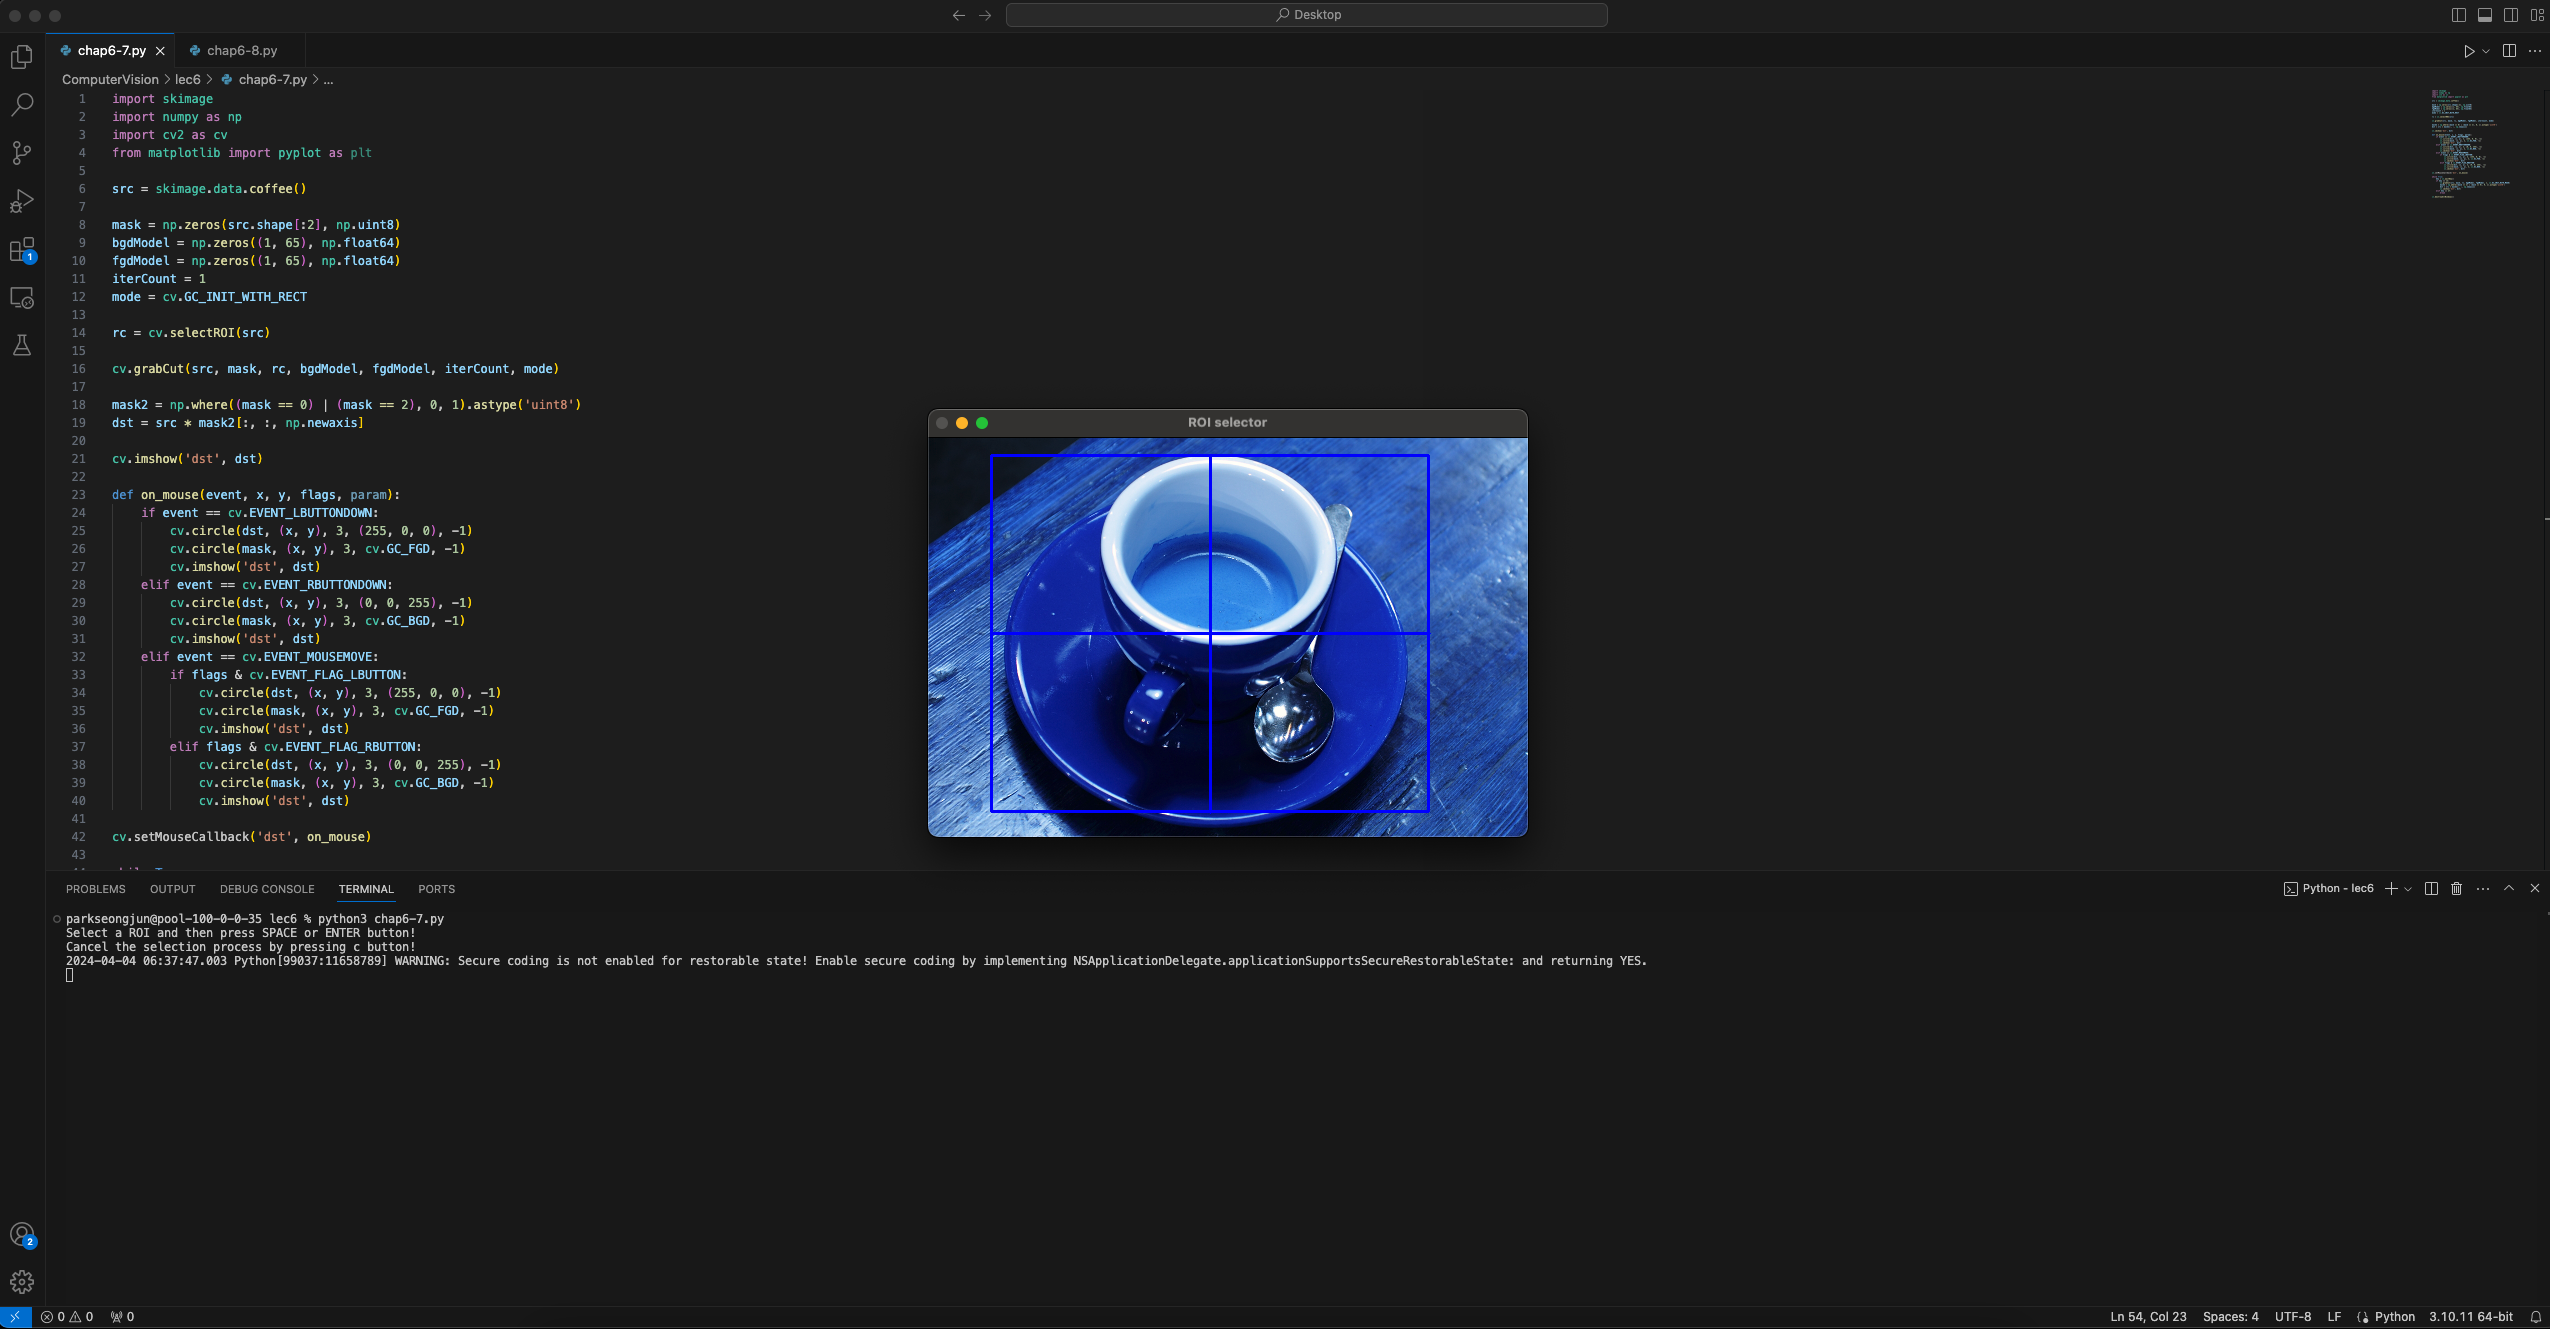 Desktop
chap6-7.py
chap6-8.py
ComputerVision > lec6 > chap6-7.py > ...
1 import skimage
2 import numpy as np
3 import cv2 as cv
4 from matplotlib import pyplot as plt
5
6 src = skimage.data.coffee()
7
8 mask = np.zeros(src.shape[:2], np.uint8)
9 bgdModel = np.zeros((1, 65), np.float64)
10 fgdModel = np.zeros((1, 65), np.float64)
11 iterCount = 1
12 mode = cv.GC_INIT_WITH_RECT
13
14 rc = cv.selectROI(src)
15
16 cv.grabCut(src, mask, rc, bgdModel, fgdModel, iterCount, mode)
17
18 mask2 = np.where((mask == 0) | (mask == 2), 0, 1).astype('uint8')
19 dst = src * mask2[:, :, np.newaxis]
20
21 cv.imshow('dst', dst)
22
23 def on_mouse(event, x, y, flags, param):
24 if event == cv.EVENT_LBUTTONDOWN:
25 cv.circle(dst, (x, y), 3, (255, 0, 0), -1)
26 cv.circle(mask, (x, y), 3, cv.GC_FGD, -1)
27 cv.imshow('dst', dst)
28 elif event == cv.EVENT_RBUTTONDOWN:
29 cv.circle(dst, (x, y), 3, (0, 0, 255), -1)
30 cv.circle(mask, (x, y), 3, cv.GC_BGD, -1)
31 cv.imshow('dst', dst)
32 elif event == cv.EVENT_MOUSEMOVE:
33 if flags & cv.EVENT_FLAG_LBUTTON:
34 cv.circle(dst, (x, y), 3, (255, 0, 0), -1)
35 cv.circle(mask, (x, y), 3, cv.GC_FGD, -1)
36 cv.imshow('dst', dst)
37 elif flags & cv.EVENT_FLAG_RBUTTON:
38 cv.circle(dst, (x, y), 3, (0, 0, 255), -1)
39 cv.circle(mask, (x, y), 3, cv.GC_BGD, -1)
40 cv.imshow('dst', dst)
41
42 cv.setMouseCallback('dst', on_mouse)
43
ROI selector
PROBLEMS OUTPUT DEBUG CONSOLE TERMINAL PORTS
Python - lec6
parkseongjun@pool-100-0-0-35 lec6 % python3 chap6-7.py
Select a ROI and then press SPACE or ENTER button!
Cancel the selection process by pressing c button!
2024-04-04 06:37:47.003 Python[99037:11658789] WARNING: Secure coding is not enabled for restorable state! Enable secure coding by implementing NSApplicationDelegate.applicationSupportsSecureRestorableState: and returning YES.
1
2
0 0 0
Ln 54, Col 23 Spaces: 4 UTF-8 LF Python 3.10.11 64-bit